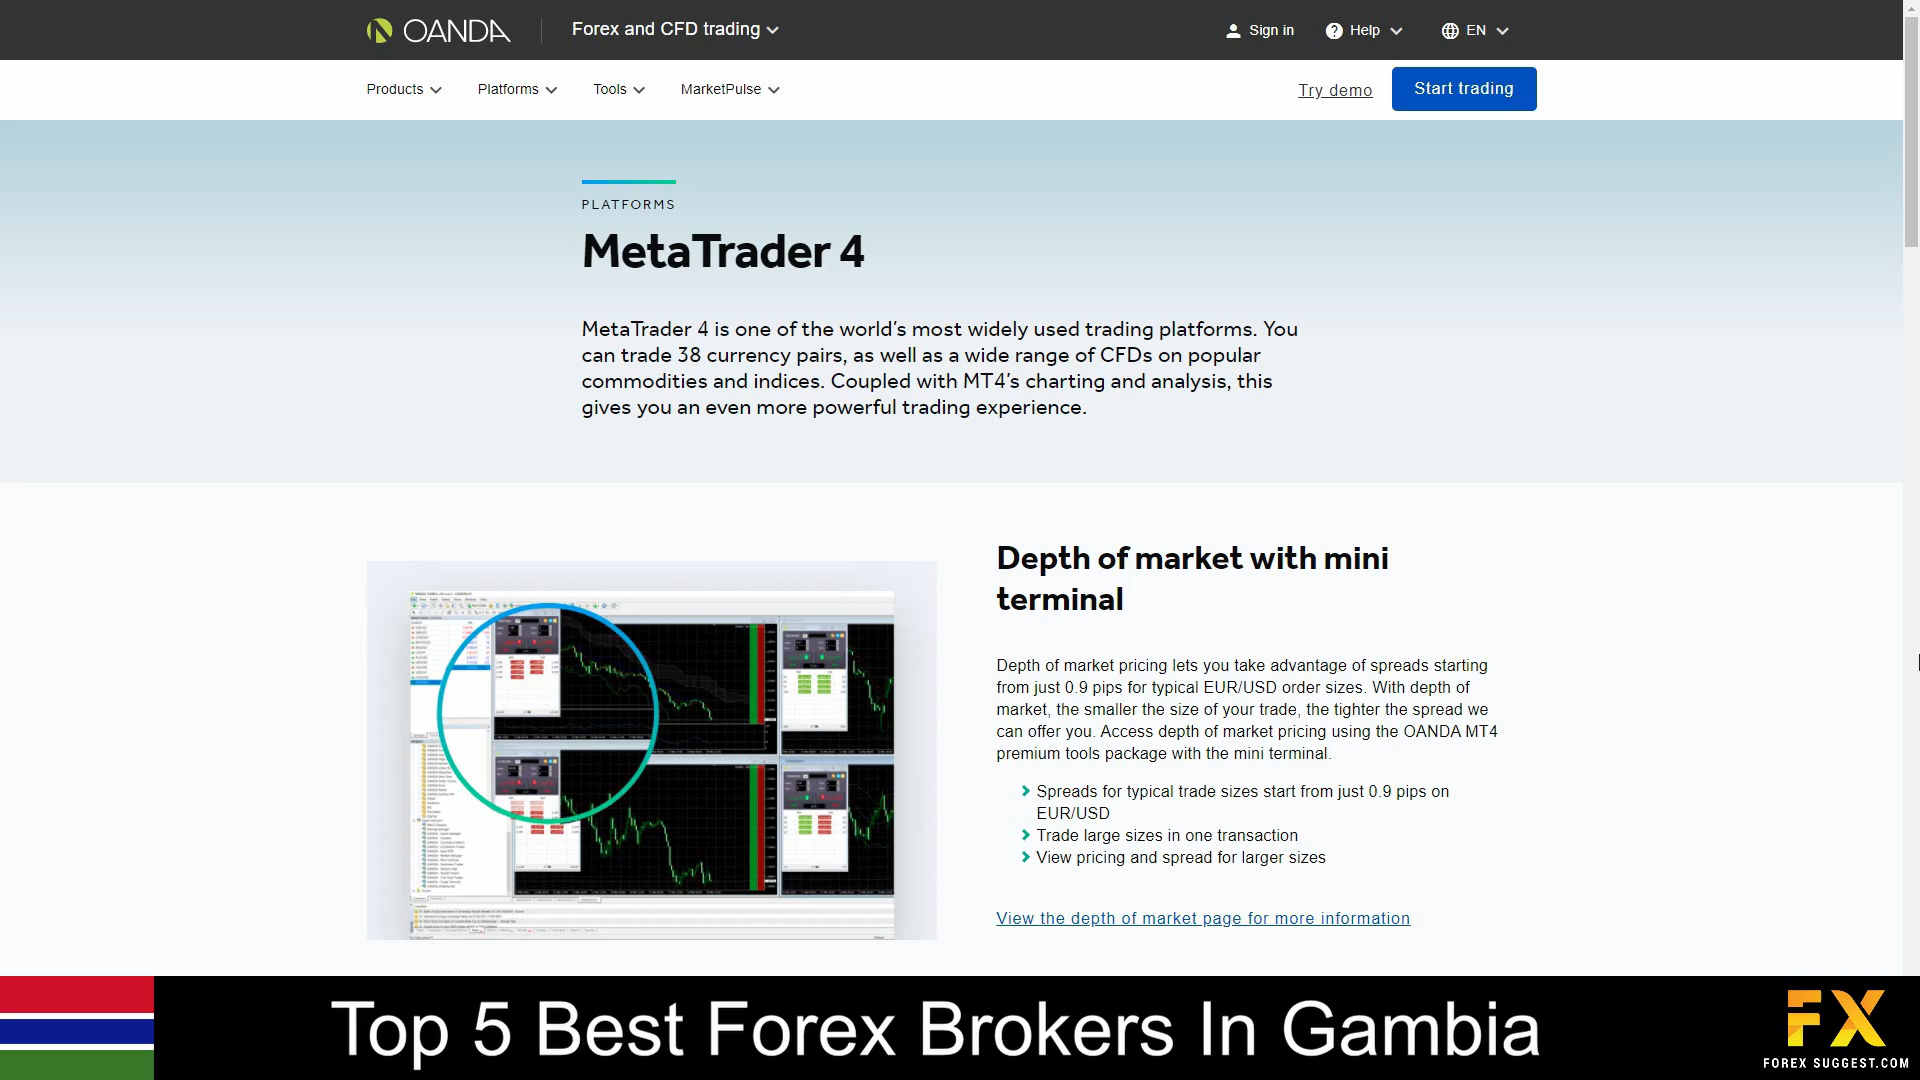 OANDA
Forex and CFD trading
Sign in
Help
EN
Products
Platforms
Tools
MarketPulse
Try demo
Start trading
PLATFORMS
MetaTrader 4
MetaTrader 4 is one of the world's most widely used trading platforms. You
can trade 38 currency pairs, as well as a wide range of CFDs on popular
commodities and indices. Coupled with MT4's charting and analysis, this
gives you an even more powerful trading experience.
Depth of market with mini
terminal
Depth of market pricing lets you take advantage of spreads starting
from just 0.9 pips for typical EUR/USD order sizes. With depth of
market, the smaller the size of your trade, the tighter the spread we
can offer you. Access depth of market pricing using the OANDA MT4
premium tools package with the mini terminal.
Spreads for typical trade sizes start from just 0.9 pips on
EUR/USD
Trade large sizes in one transaction
View pricing and spread for larger sizes
View the depth of market page for more information
Top 5 Best Forex Brokers In Gambia
FX
FOREX SUGGEST.COM